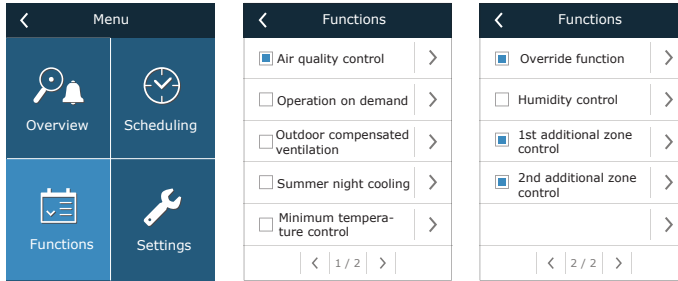 Menu
Overview
Scheduling
Functions
Settings
Functions
Air quality control
Operation on demand
Outdoor compensated
ventilation
Summer night cooling
Minimum tempera-
ture control
1 / 2
Functions
Override function
Humidity control
1st additional zone
control
2nd additional zone
control
2 / 2